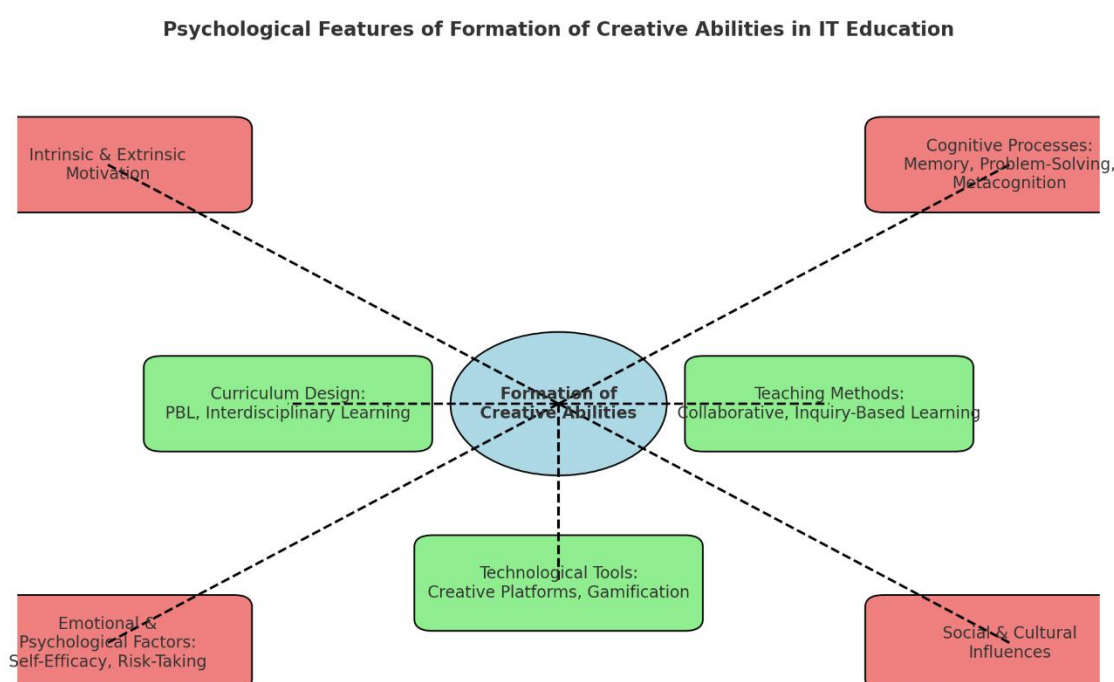 Psychological Features of Formation of Creative Abilities in IT Education
Intrinsic & Extrinsic
Motivation
Cognitive Processes:
Memory, Problem-Solving,
Metacognition
Curriculum Design:
PBL, Interdisciplinary Learning
Formation of
Creative Abilities
Teaching Methods:
Collaborative, Inquiry-Based Learning
Technological Tools:
Creative Platforms, Gamification
Emotional &
Psychological Factors:
Self-Efficacy, Risk-Taking
Social & Cultural
Influences